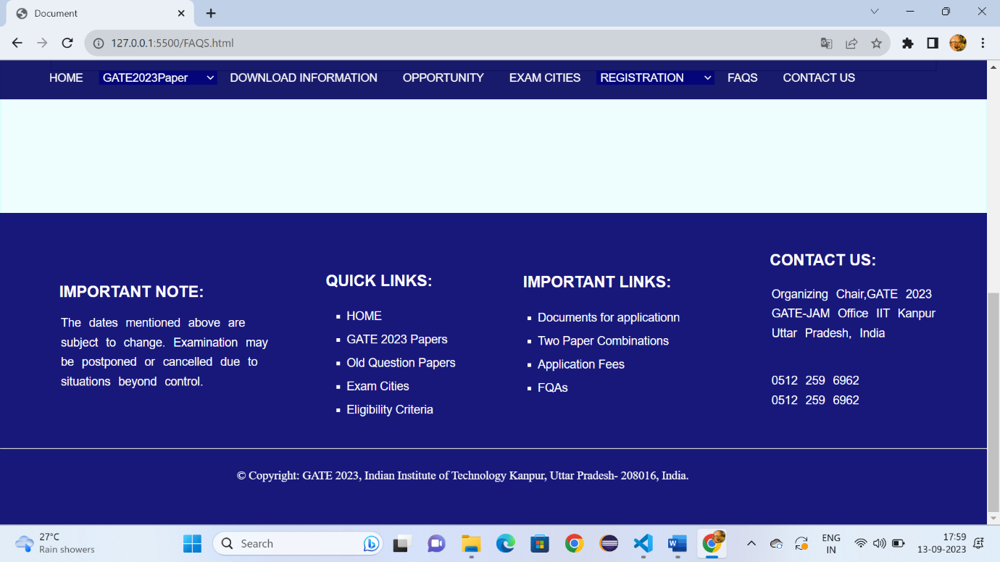 Document
127.0.0.1:5500/FAQS.html
HOME GATE2023Paper DOWNLOAD INFORMATION OPPORTUNITY EXAM CITIES REGISTRATION FAQS CONTACT US
IMPORTANT NOTE:
The dates mentioned above are
subject to change. Examination may
be postponed or cancelled due to
situations beyond control.
QUICK LINKS:
HOME
GATE 2023 Papers
Old Question Papers
Exam Cities
Eligibility Criteria
IMPORTANT LINKS:
Documents for applicationn
Two Paper Combinations
Application Fees
FQAs
CONTACT US:
Organizing Chair,GATE 2023
GATE-JAM Office IIT Kanpur
Uttar Pradesh, India
0512 259 6962
0512 259 6962
© Copyright: GATE 2023, Indian Institute of Technology Kanpur, Uttar Pradesh- 208016, India.
27°C
Rain showers
Search
ENG
IN
17:59
13-09-2023